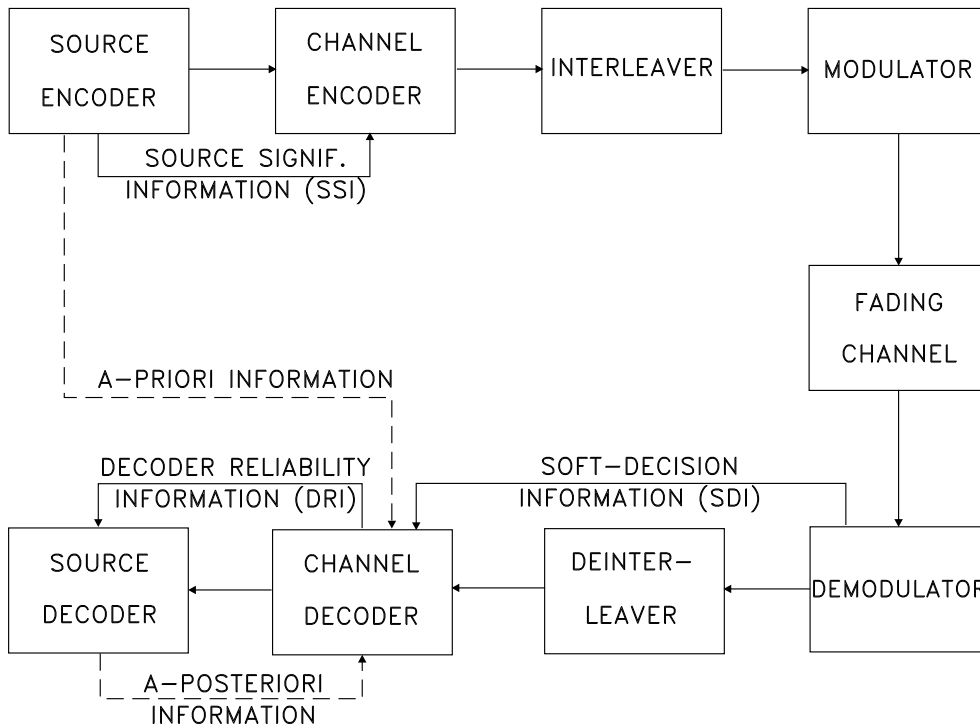 SOURCE
ENCODER
CHANNEL
ENCODER
INTERLEAVER
MODULATOR
SOURCE SIGNIF.
INFORMATION (SSI)
FADING
CHANNEL
A-PRIORI INFORMATION
DECODER RELIABILITY
INFORMATION (DRI)
SOFT-DECISION
INFORMATION (SDI)
SOURCE
DECODER
CHANNEL
DECODER
DEINTER-
LEAVER
DEMODULATOR
A-POSTERIORI
INFORMATION